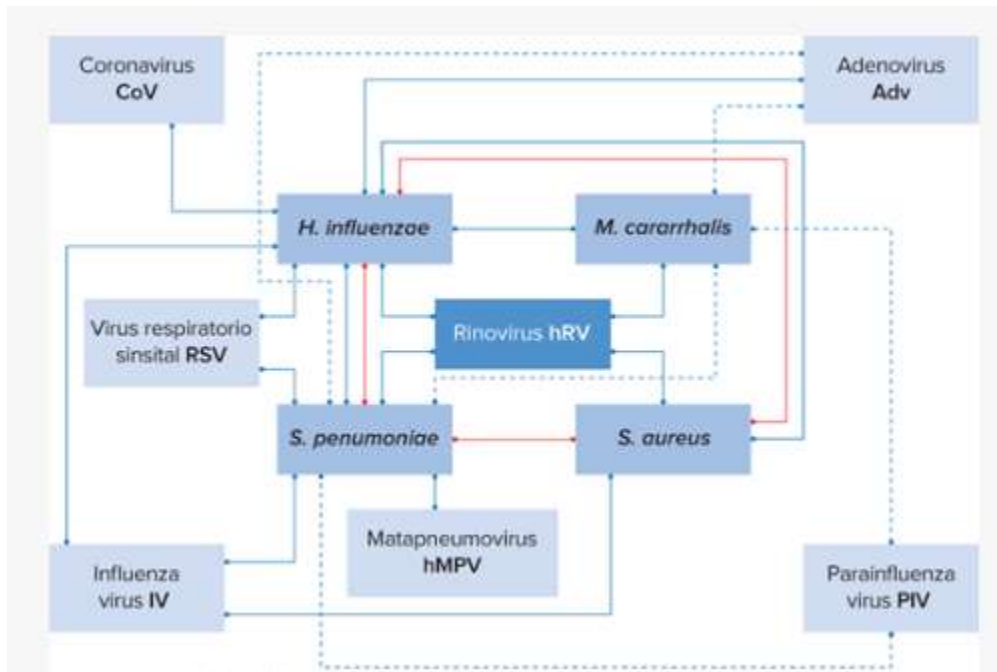 Coronavirus
CoV
Adenovirus
Adv
H. influenzae
M. cararrhalis
Virus respiratorio
sinsital RSV
Rinovirus hRV
S. penumoniae
S. aureus
Matapneumovirus
hMPV
Influenza
virus IV
Parainfluenza
virus PIV